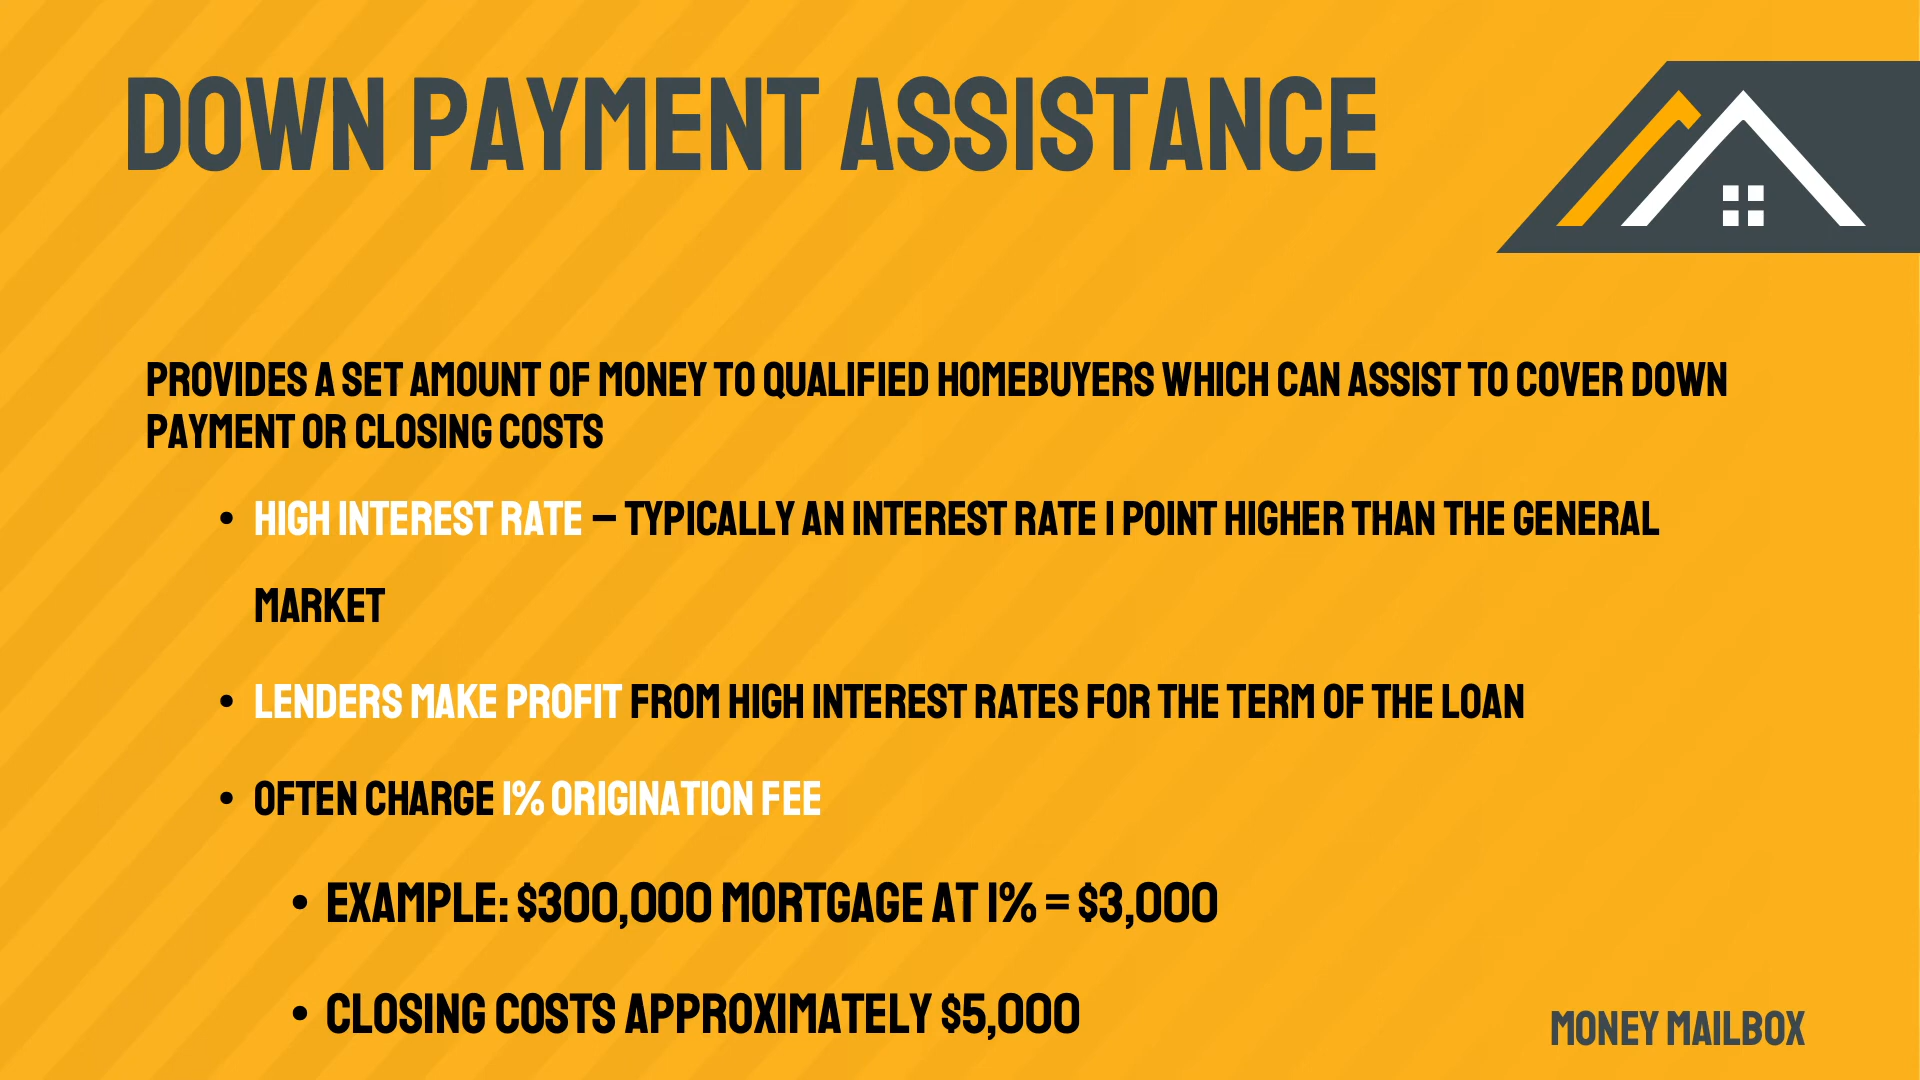 DOWN PAYMENT ASSISTANCE
PROVIDES A SET AMOUNT OF MONEY TO QUALIFIED HOMEBUYERS WHICH CAN ASSIST TO COVER DOWN
PAYMENT OR CLOSING COSTS
• HIGH INTEREST RATE – TYPICALLY AN INTEREST RATE 1 POINT HIGHER THAN THE GENERAL
MARKET
• LENDERS MAKE PROFIT FROM HIGH INTEREST RATES FOR THE TERM OF THE LOAN
• OFTEN CHARGE 1% ORIGINATION FEE
• EXAMPLE: $300,000 MORTGAGE AT 1% = $3,000
• CLOSING COSTS APPROXIMATELY $5,000
MONEY MAILBOX